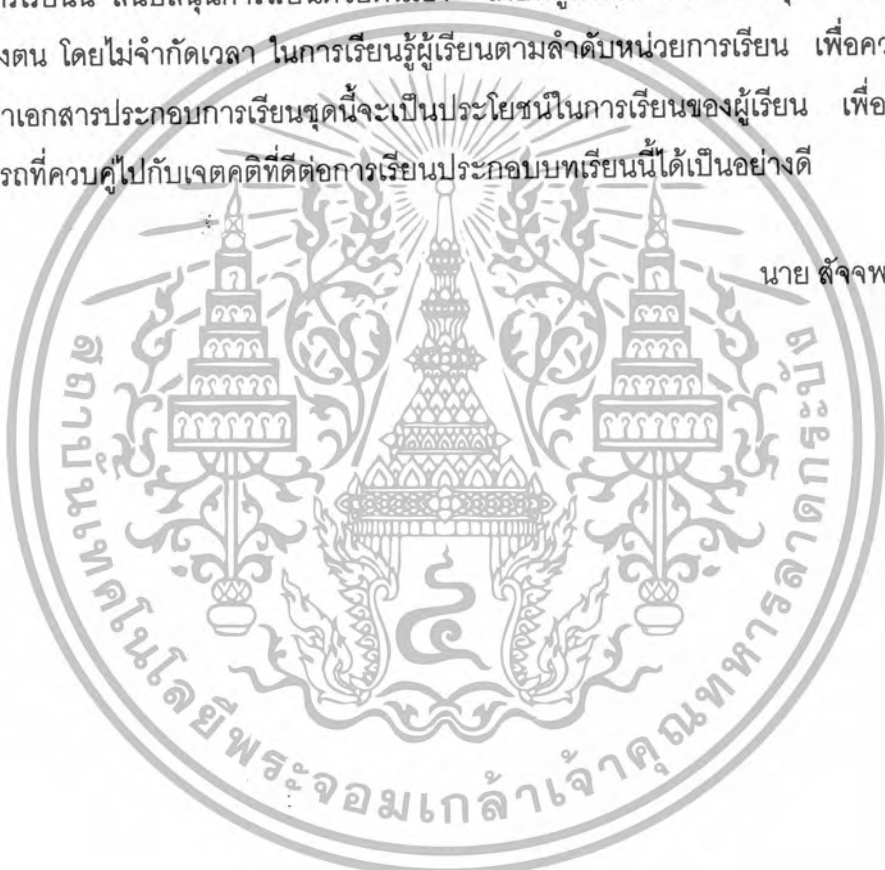 งตน โดยไม่จำกัดเวลา ในการเรียนรู้ผู้เรียนตามลำดับหน่วยการเรียน เพื่อคว
าเอกสารประกอบการเรียนชุดนี้จะเป็นประโยชน์ในการเรียนของผู้เรียน เพื่อ
รถที่ควบคู่ไปกับเจตคติที่ดีต่อการเรียนประกอบบทเรียนนี้ได้เป็นอย่างดี
นาย สัจจพ
สถาบันเทคโนโลยีพระจอมเกล้าเจ้าคุณทหารลาดกระบัง
๔